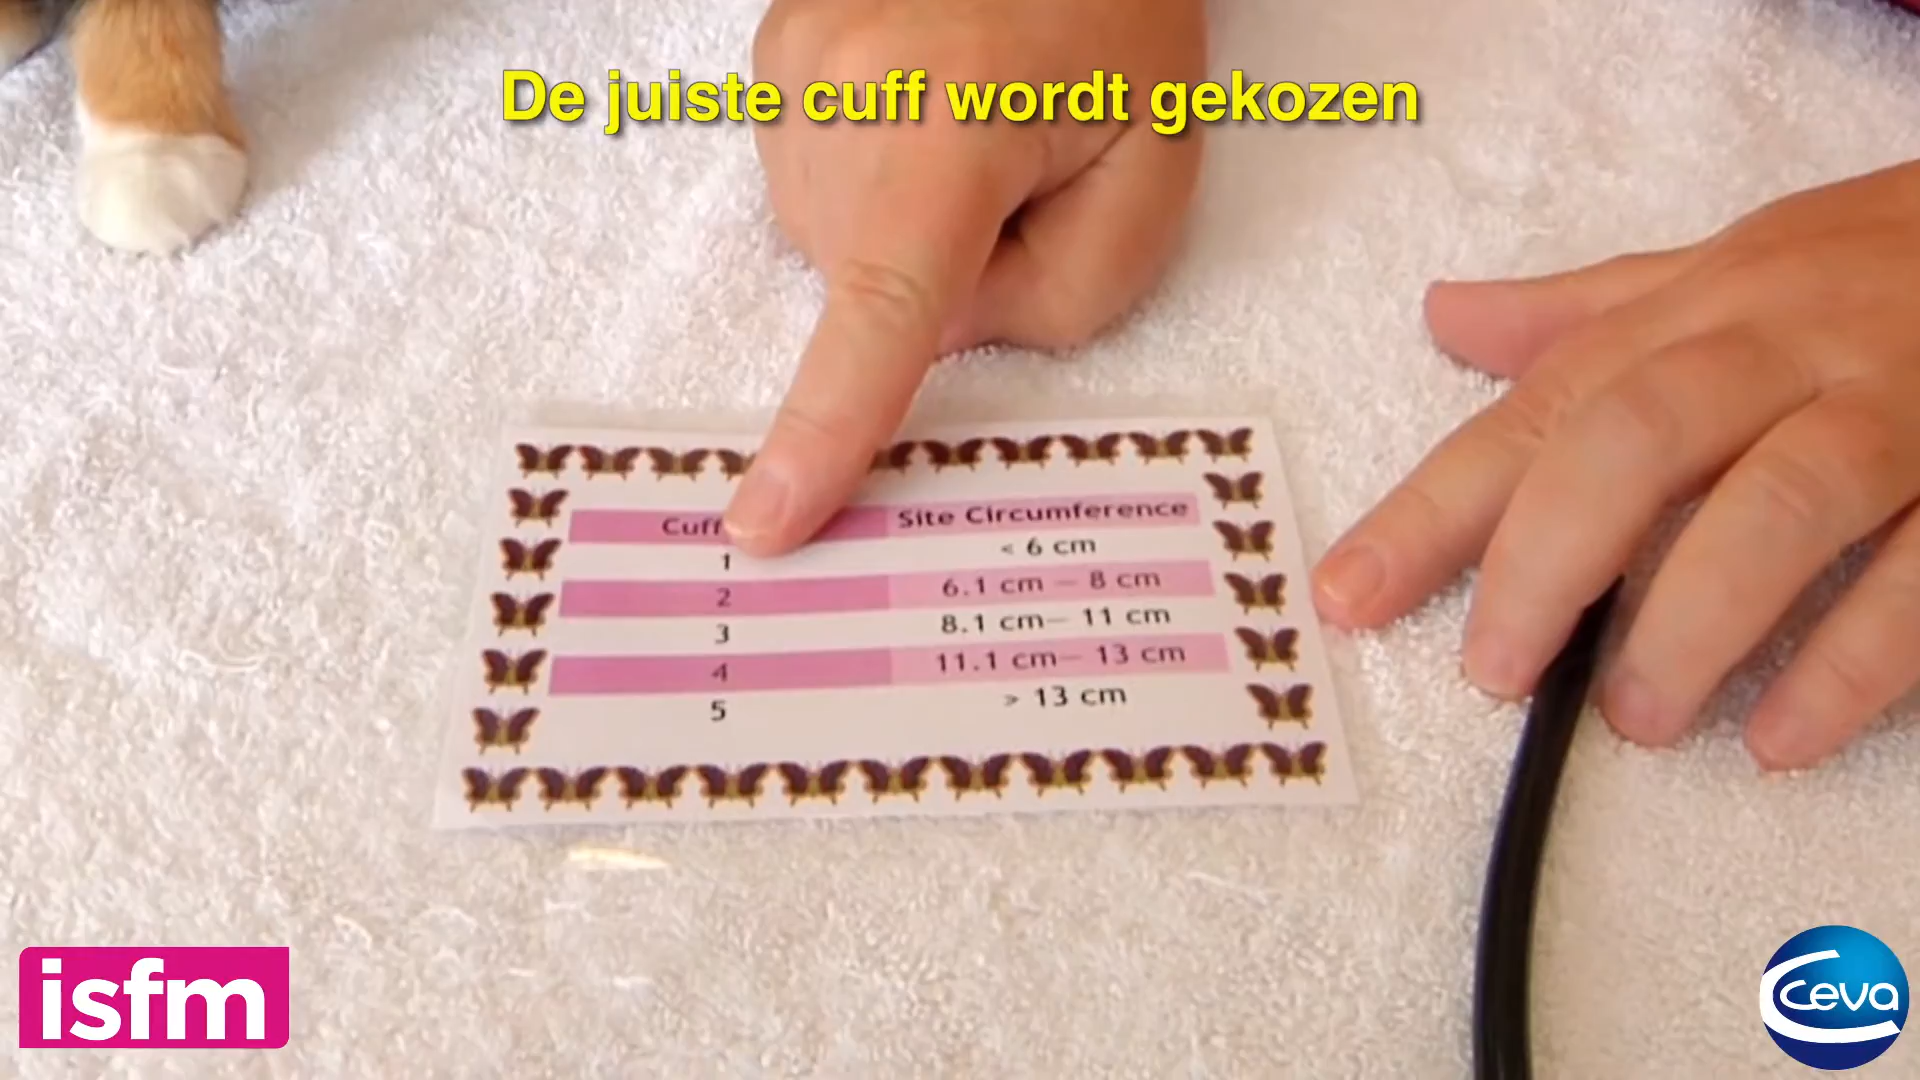 De juiste cuff wordt gekozen
Cuff Site Circumference
1 < 6 cm
2 6.1 cm – 8 cm
3 8.1 cm– 11 cm
4 11.1 cm– 13 cm
5 > 13 cm
isfm
Ceva